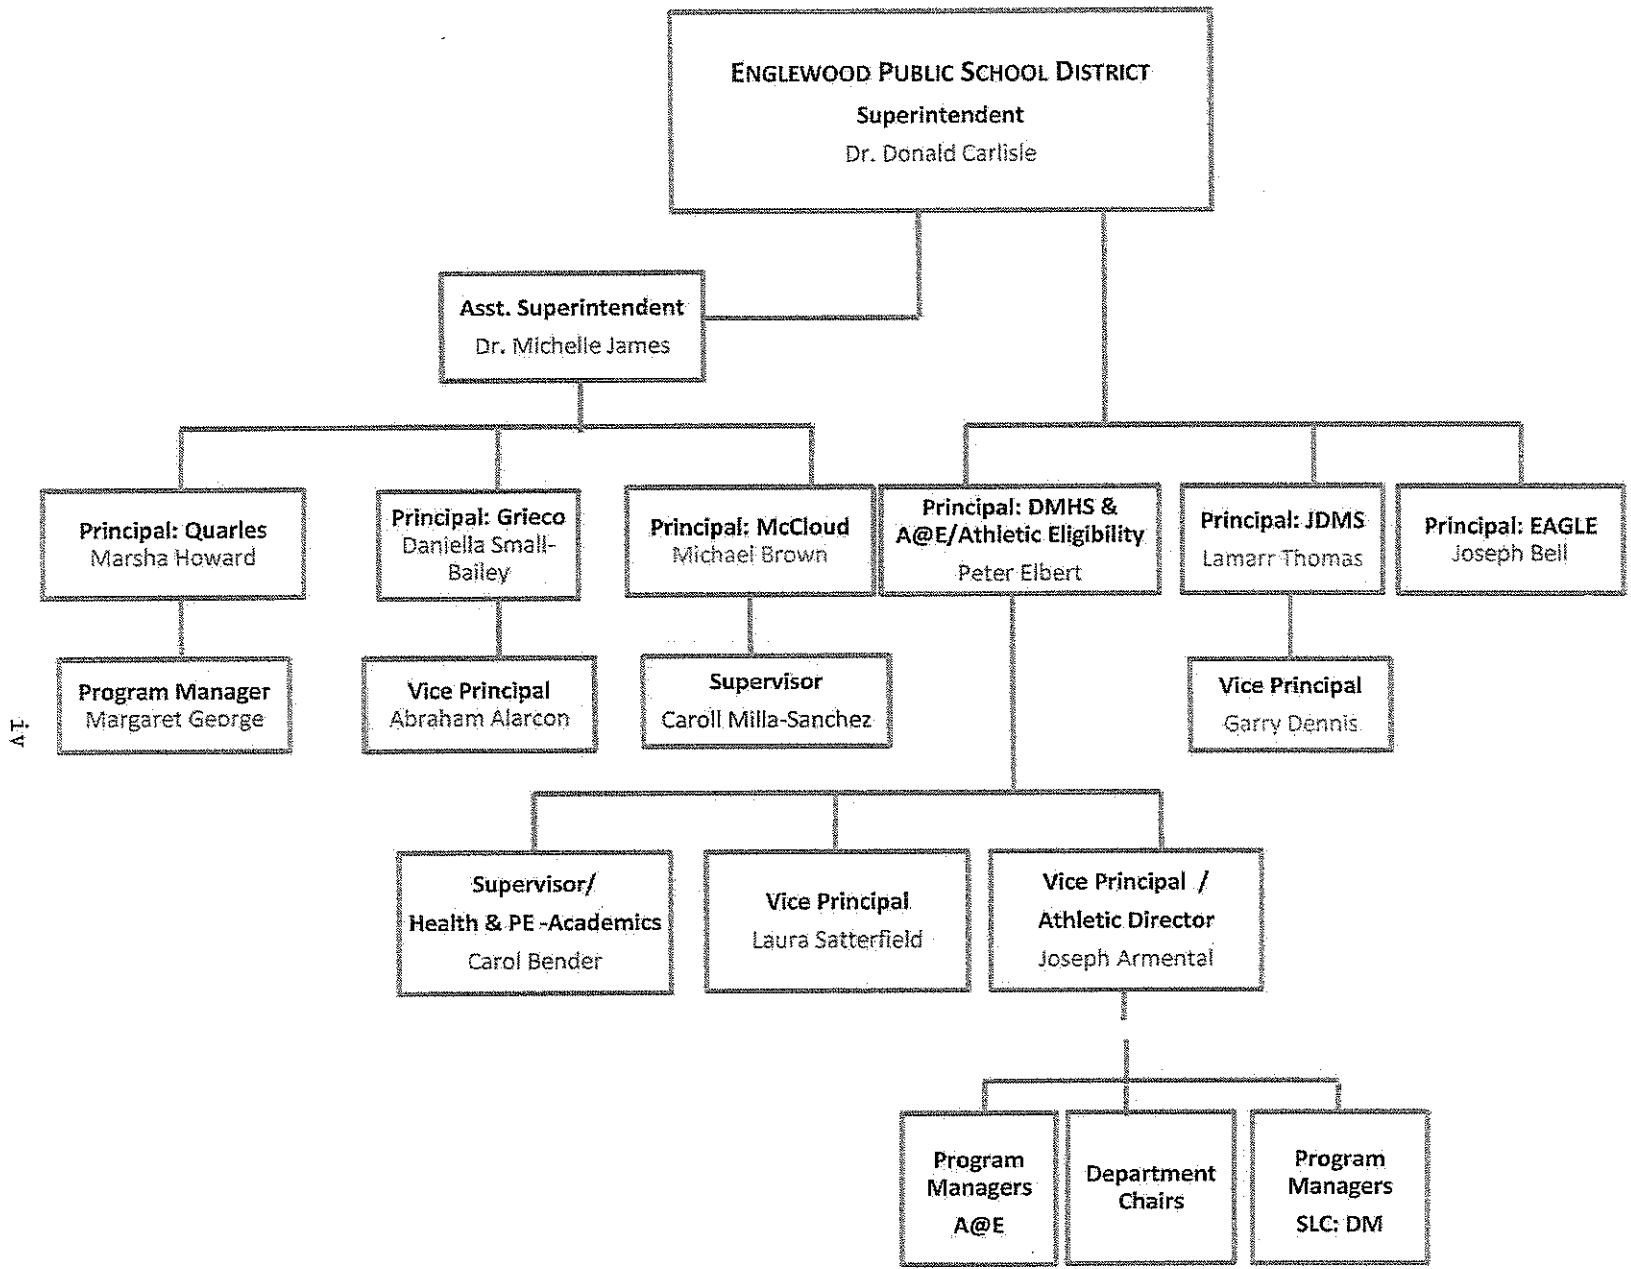 ENGLEWOOD PUBLIC SCHOOL DISTRICT
Superintendent
Dr. Donald Carlisle
Asst. Superintendent
Dr. Michelle James
Principal: Quarles
Marsha Howard
Principal: Grieco
Daniella Small-
Bailey
Principal: McCloud
Michael Brown
Principal: DMHS &
A@E/Athletic Eligibility
Peter Elbert
Principal: JDMS
Lamarr Thomas
Principal: EAGLE
Joseph Bell
Program Manager
Margaret George
Vice Principal
Abraham Alarcon
Supervisor
Caroll Milla-Sanchez
Vice Principal
Garry Dennis
iv
Supervisor/
Health & PE -Academics
Carol Bender
Vice Principal
Laura Satterfield
Vice Principal /
Athletic Director
Joseph Armental
Program
Managers
A@E
Department
Chairs
Program
Managers
SLC: DM